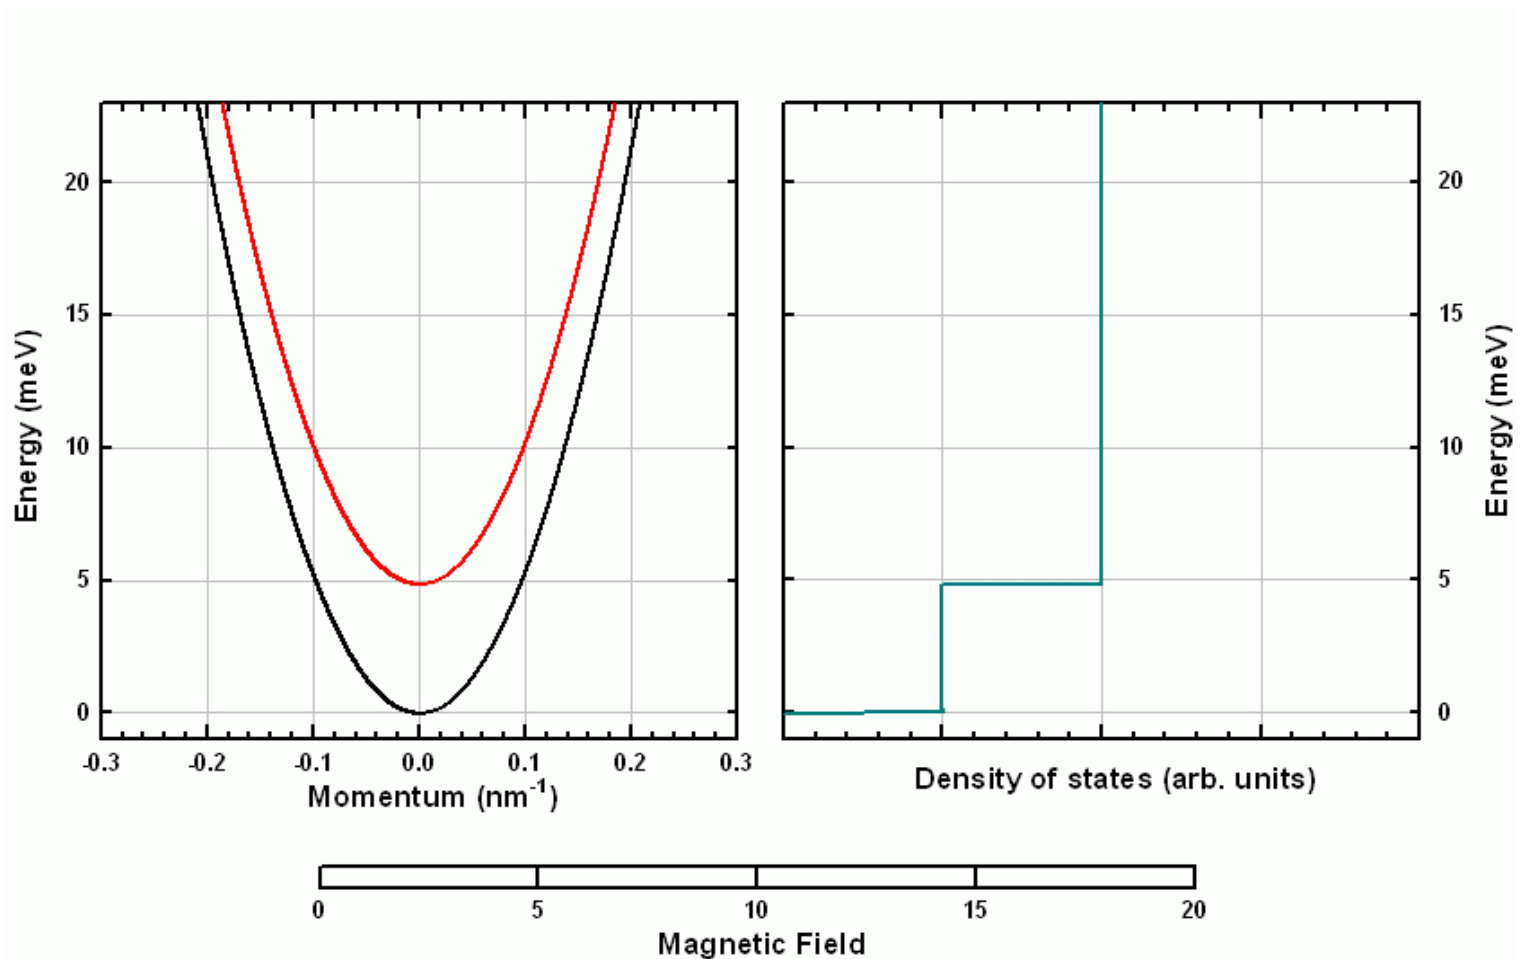 20
15
10
5
0
Energy (meV)
-0.3 -0.2 -0.1 0.0 0.1 0.2 0.3
Momentum (nm⁻¹)
20
15
10
5
0
Energy (meV)
Density of states (arb. units)
0 5 10 15 20
Magnetic Field